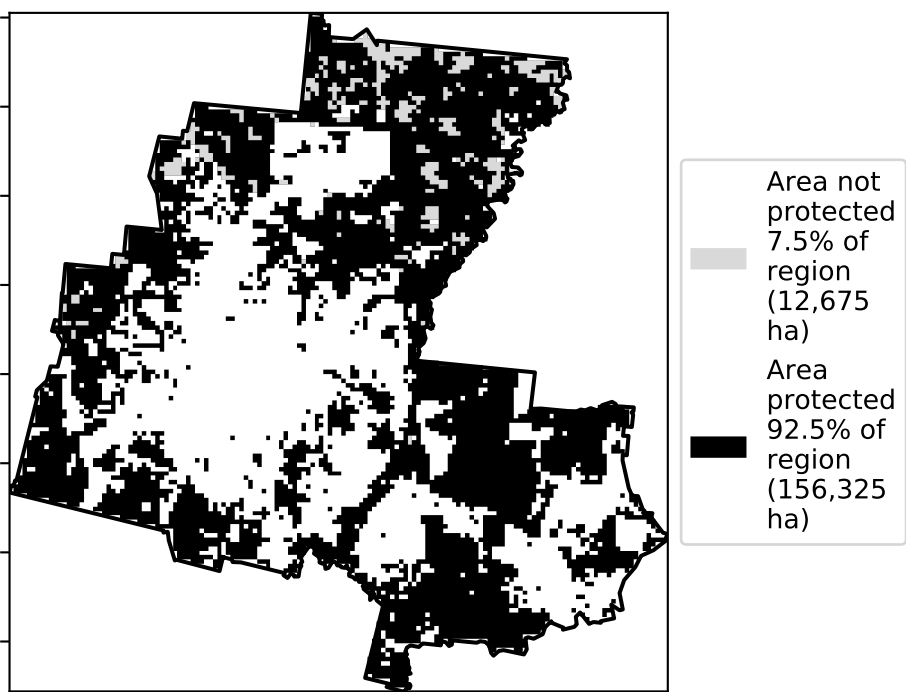 Area not
protected
7.5% of
region
(12,675
ha)
Area
protected
92.5% of
region
(156,325
ha)